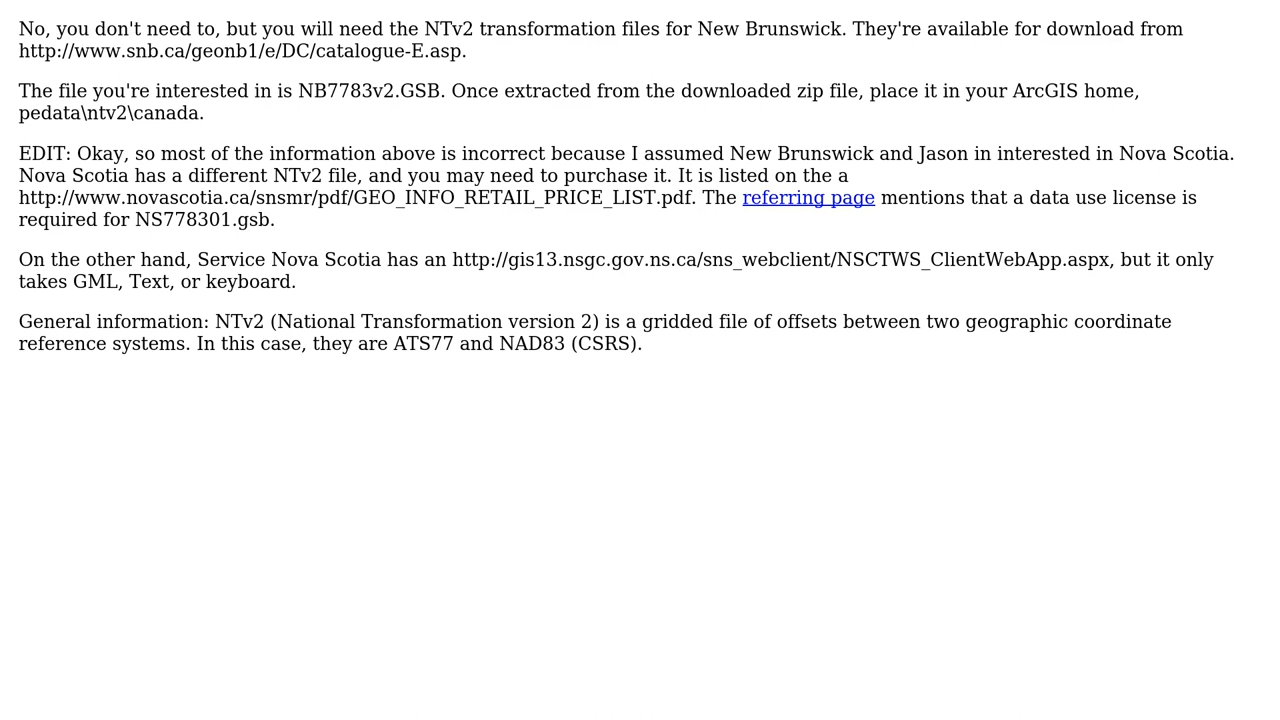 No, you don't need to, but you will need the NTv2 transformation files for New Brunswick. They're available for download from
http://www.snb.ca/geonb1/e/DC/catalogue-E.asp.
The file you're interested in is NB7783v2.GSB. Once extracted from the downloaded zip file, place it in your ArcGIS home,
pedata\ntv2\canada.
EDIT: Okay, so most of the information above is incorrect because I assumed New Brunswick and Jason in interested in Nova Scotia.
Nova Scotia has a different NTv2 file, and you may need to purchase it. It is listed on the a
http://www.novascotia.ca/snsmr/pdf/GEO_INFO_RETAIL_PRICE_LIST.pdf. The referring page mentions that a data use license is
required for NS778301.gsb.
On the other hand, Service Nova Scotia has an http://gis13.nsgc.gov.ns.ca/sns_webclient/NSCTWS_ClientWebApp.aspx, but it only
takes GML, Text, or keyboard.
General information: NTv2 (National Transformation version 2) is a gridded file of offsets between two geographic coordinate
reference systems. In this case, they are ATS77 and NAD83 (CSRS).